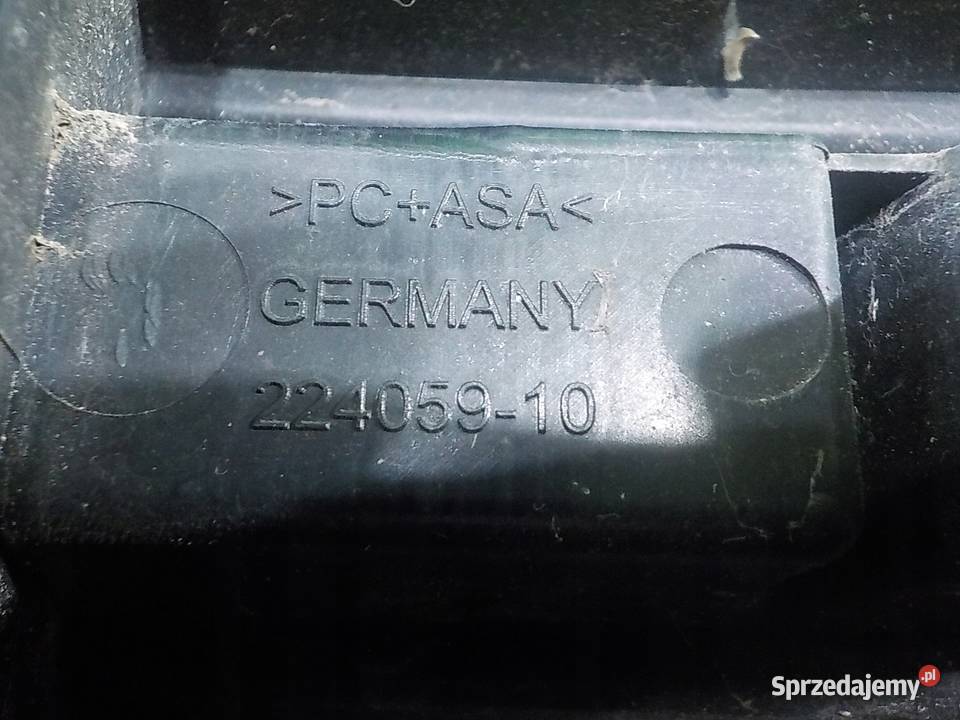 >PC+ASA<
GERMANY
224059-10
Sprzedajemy.pl